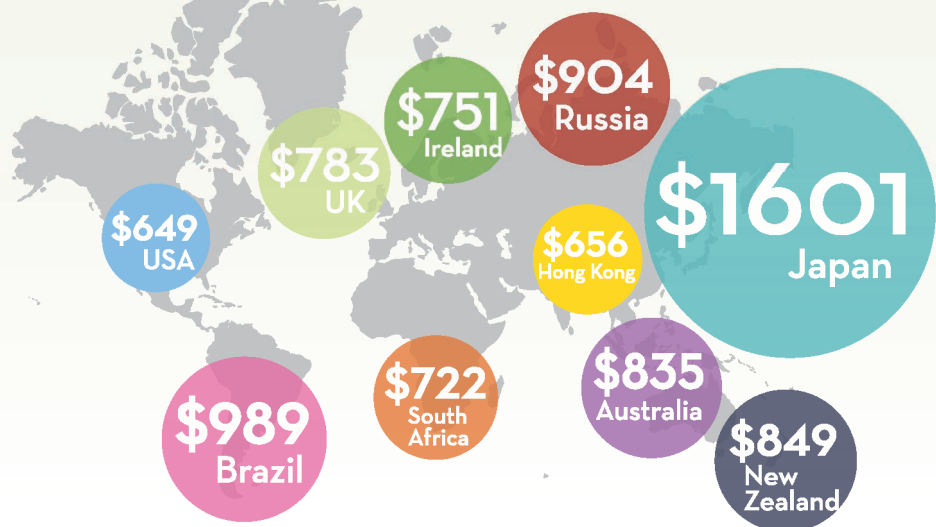 $904
Russia
$751
Ireland
$783
UK
$1601
Japan
$649
USA
$656
Hong Kong
$989
Brazil
$722
South
Africa
$835
Australia
$849
New
Zealand